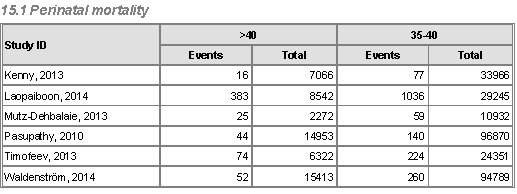 15.1 Perinatal mortality
Study ID >40 35-40
Events Total Events Total
Kenny, 2013 16 7066 77 33966
Laopaiboon, 2014 383 8542 1036 29245
Mutz-Dehbalaie, 2013 25 2272 59 10932
Pasupathy, 2010 44 14953 140 96870
Timofeev, 2013 74 6322 224 24351
Waldenström, 2014 52 15413 260 94789